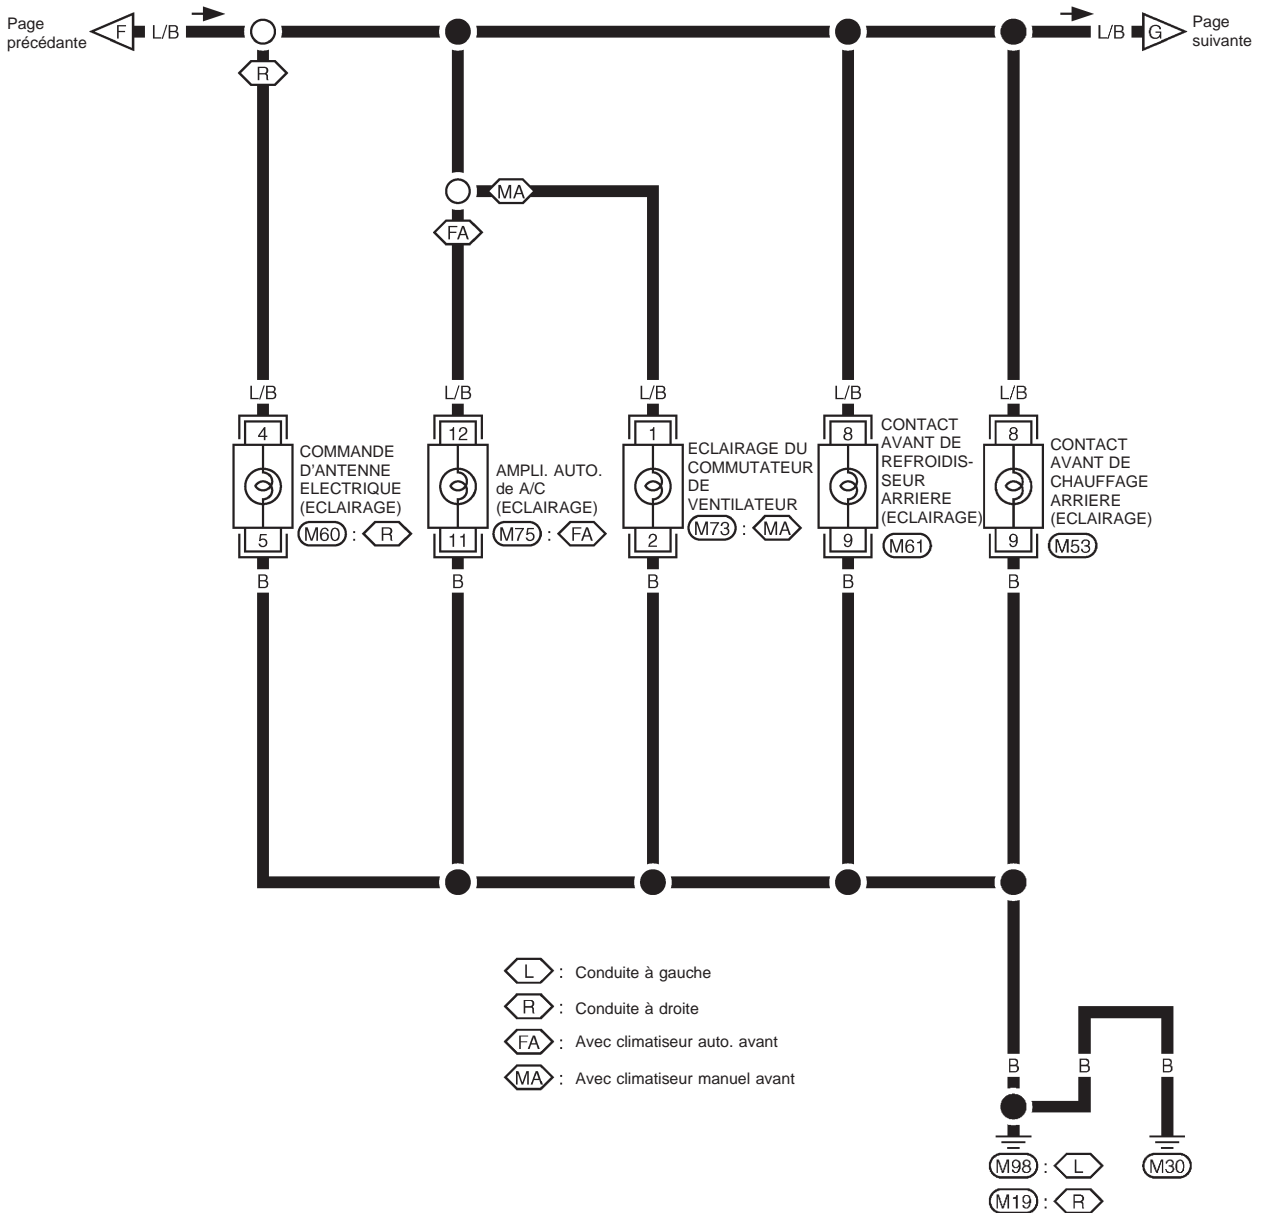 Page
précédante
F
L/B
L/B
G
Page
suivante
R
MA
FA
L/B
L/B
L/B
L/B
L/B
4
12
1
8
8
COMMANDE
D'ANTENNE
ELECTRIQUE
(ECLAIRAGE)
M60 : R
AMPLI. AUTO.
de A/C
(ECLAIRAGE)
M75 : FA
ECLAIRAGE DU
COMMUTATEUR
DE
VENTILATEUR
M73 : MA
CONTACT
AVANT DE
REFROIDIS-
SEUR
ARRIERE
(ECLAIRAGE)
M61
CONTACT
AVANT DE
CHAUFFAGE
ARRIERE
(ECLAIRAGE)
M53
5
11
2
9
9
B
B
B
B
B
L : Conduite à gauche
R : Conduite à droite
FA : Avec climatiseur auto. avant
MA : Avec climatiseur manuel avant
B
B
B
M98 : L
M30
M19 : R